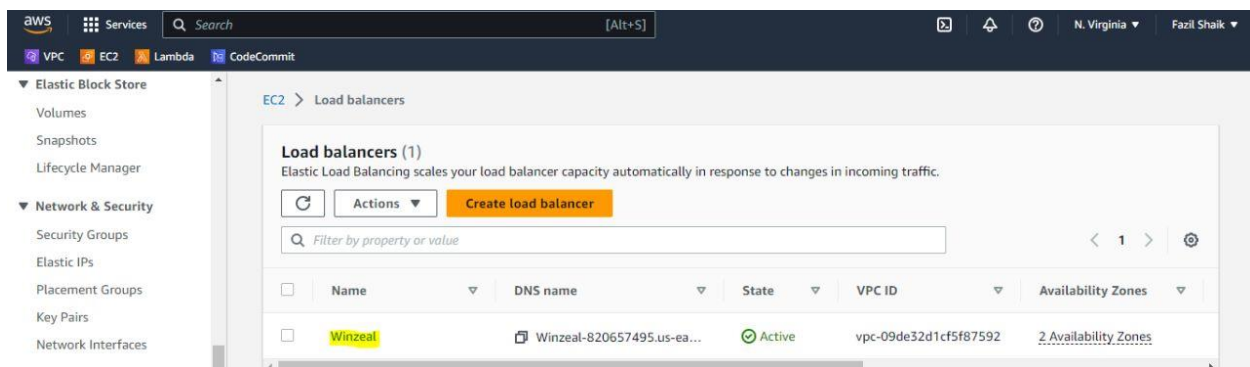 aws Services Search [Alt+S] N. Virginia Fazil Shaik
VPC EC2 Lambda CodeCommit
Elastic Block Store
Volumes
Snapshots
Lifecycle Manager
Network & Security
Security Groups
Elastic IPs
Placement Groups
Key Pairs
Network Interfaces
EC2 > Load balancers
Load balancers (1)
Elastic Load Balancing scales your load balancer capacity automatically in response to changes in incoming traffic.
Actions Create load balancer
Filter by property or value
1
Name DNS name State VPC ID Availability Zones
Winzeal Winzeal-820657495.us-ea... Active vpc-09de32d1cf5f87592 2 Availability Zones